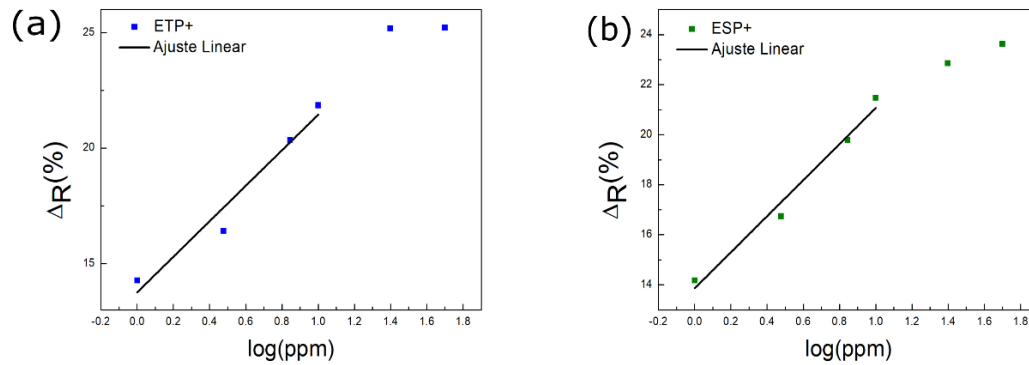 (a)
ETP+
Ajuste Linear
25
20
15
ΔR(%)
-0.2 0.0 0.2 0.4 0.6 0.8 1.0 1.2 1.4 1.6 1.8
log(ppm)
(b)
ESP+
Ajuste Linear
24
22
20
18
16
14
ΔR(%)
-0.2 0.0 0.2 0.4 0.6 0.8 1.0 1.2 1.4 1.6 1.8
log(ppm)